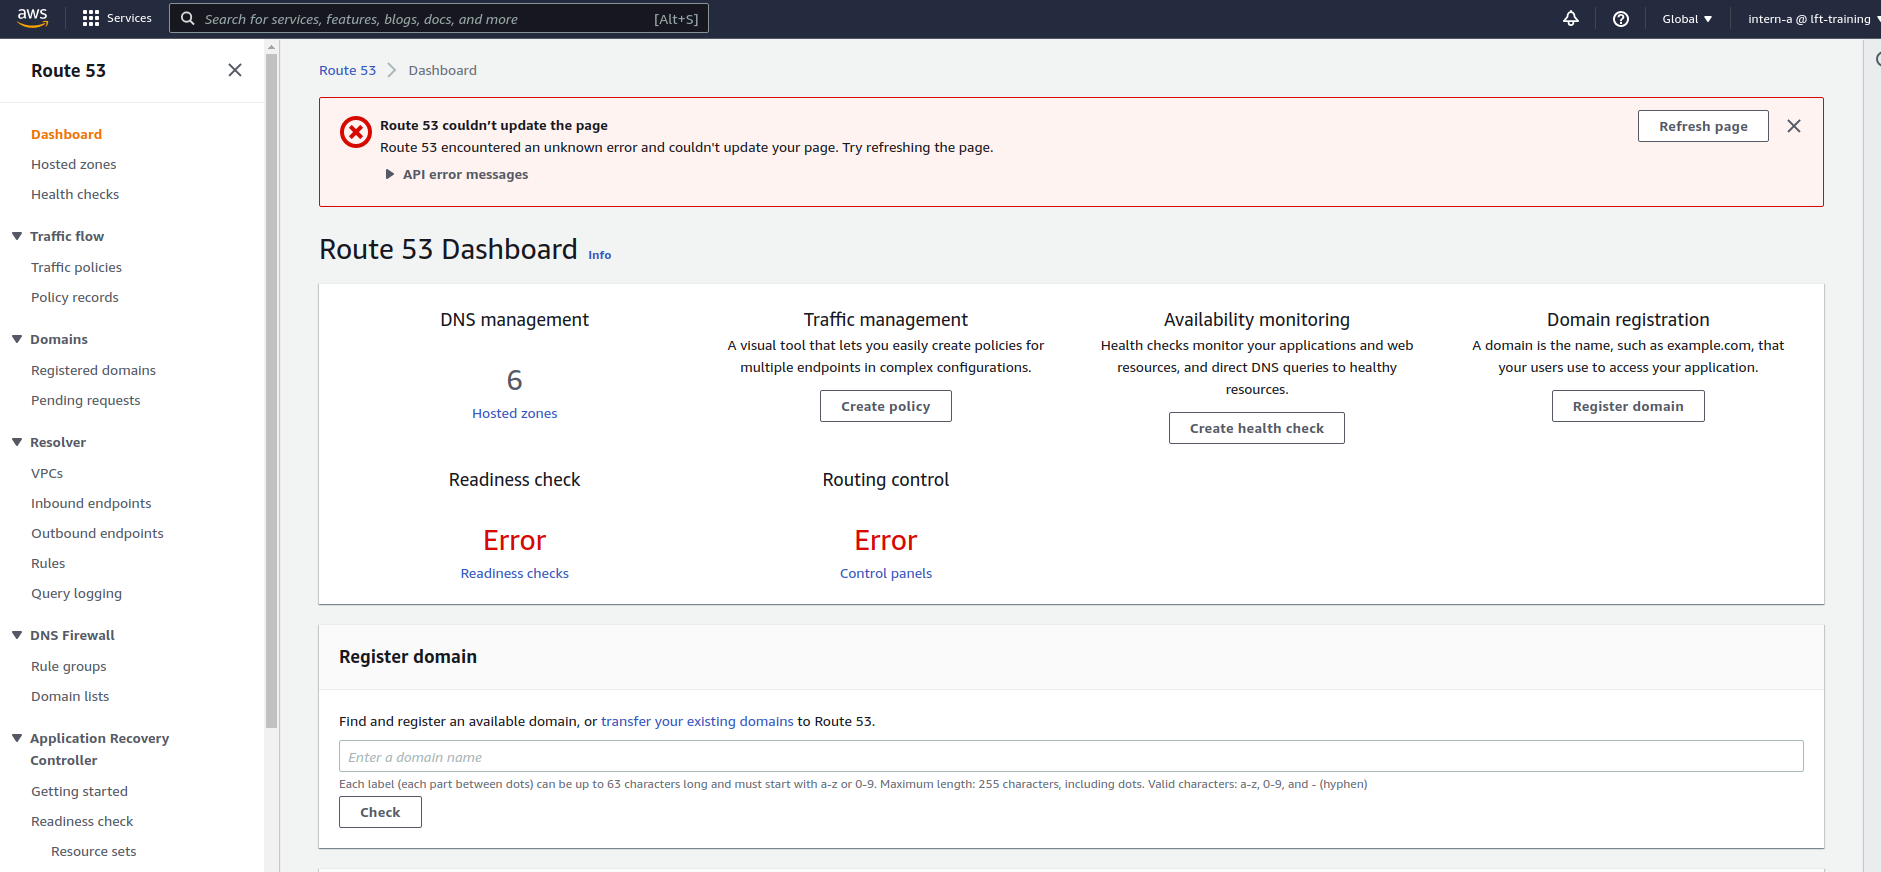 aws
Services
Search for services, features, blogs, docs, and more
[Alt+S]
Global
intern-a @ lft-training
Route 53
Dashboard
Hosted zones
Health checks
Traffic flow
Traffic policies
Policy records
Domains
Registered domains
Pending requests
Resolver
VPCs
Inbound endpoints
Outbound endpoints
Rules
Query logging
DNS Firewall
Rule groups
Domain lists
Application Recovery
Controller
Getting started
Readiness check
Resource sets
Route 53
Dashboard
Route 53 couldn’t update the page
Route 53 encountered an unknown error and couldn't update your page. Try refreshing the page.
API error messages
Refresh page
Route 53 Dashboard
Info
DNS management
6
Hosted zones
Traffic management
A visual tool that lets you easily create policies for
multiple endpoints in complex configurations.
Create policy
Availability monitoring
Health checks monitor your applications and web
resources, and direct DNS queries to healthy
resources.
Create health check
Domain registration
A domain is the name, such as example.com, that
your users use to access your application.
Register domain
Readiness check
Error
Readiness checks
Routing control
Error
Control panels
Register domain
Find and register an available domain, or transfer your existing domains to Route 53.
Enter a domain name
Each label (each part between dots) can be up to 63 characters long and must start with a-z or 0-9. Maximum length: 255 characters, including dots. Valid characters: a-z, 0-9, and - (hyphen)
Check